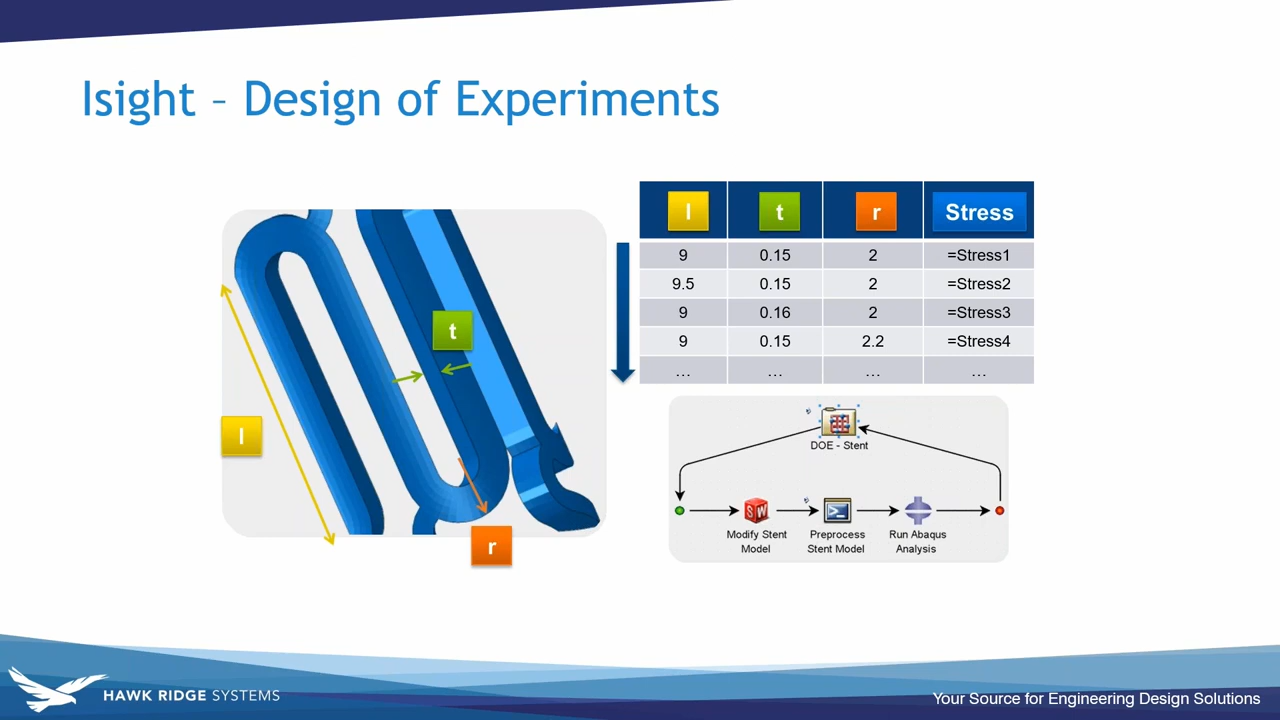 Isight – Design of Experiments
l
t
r
l t r Stress
9 0.15 2 =Stress1
9.5 0.15 2 =Stress2
9 0.16 2 =Stress3
9 0.15 2.2 =Stress4
… … … …
DOE - Stent
SW
Modify Stent
Model
Preprocess
Stent Model
Run Abaqus
Analysis
HAWK RIDGE SYSTEMS
Your Source for Engineering Design Solutions